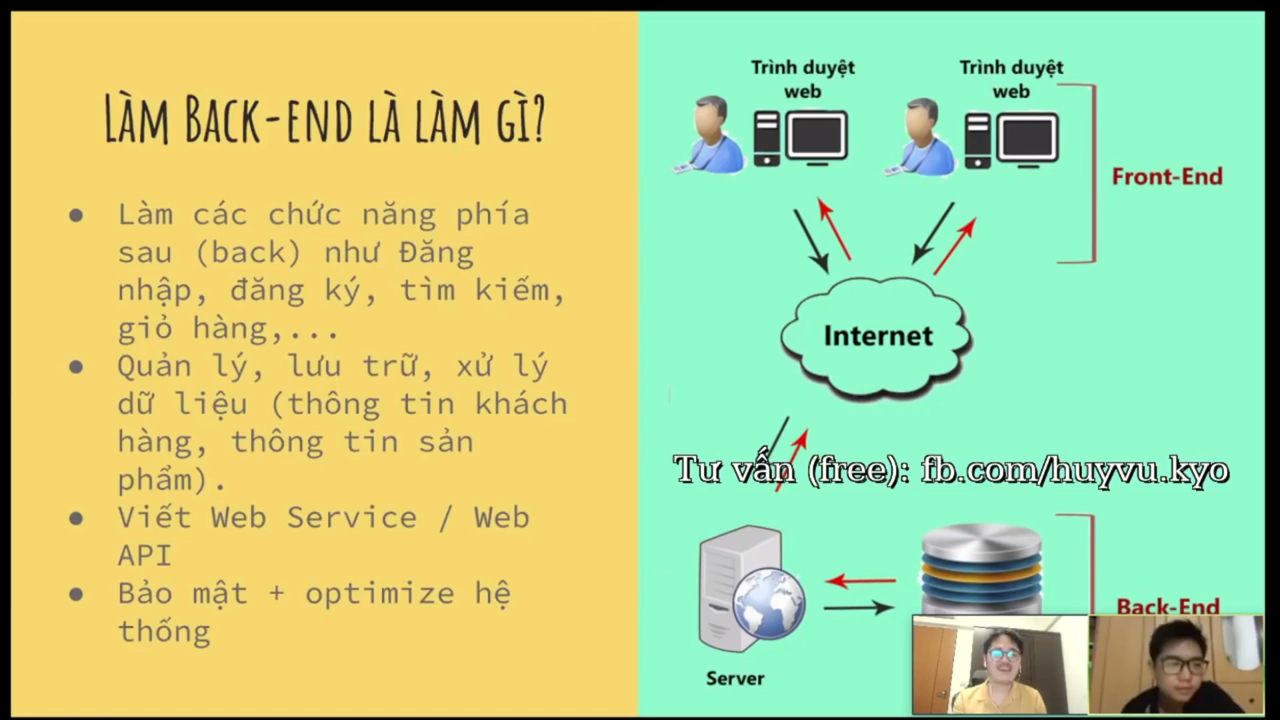 Làm Back-end là làm gì?
● Làm các chức năng phía
sau (back) như Đăng
nhập, đăng ký, tìm kiếm,
giỏ hàng,...
● Quản lý, lưu trữ, xử lý
dữ liệu (thông tin khách
hàng, thông tin sản
phẩm).
● Viết Web Service / Web
API
● Bảo mật + optimize hệ
thống
Trình duyệt
web
Trình duyệt
web
Front-End
Internet
Tư vấn (free): fb.com/huyvu.kyo
Back-End
Server